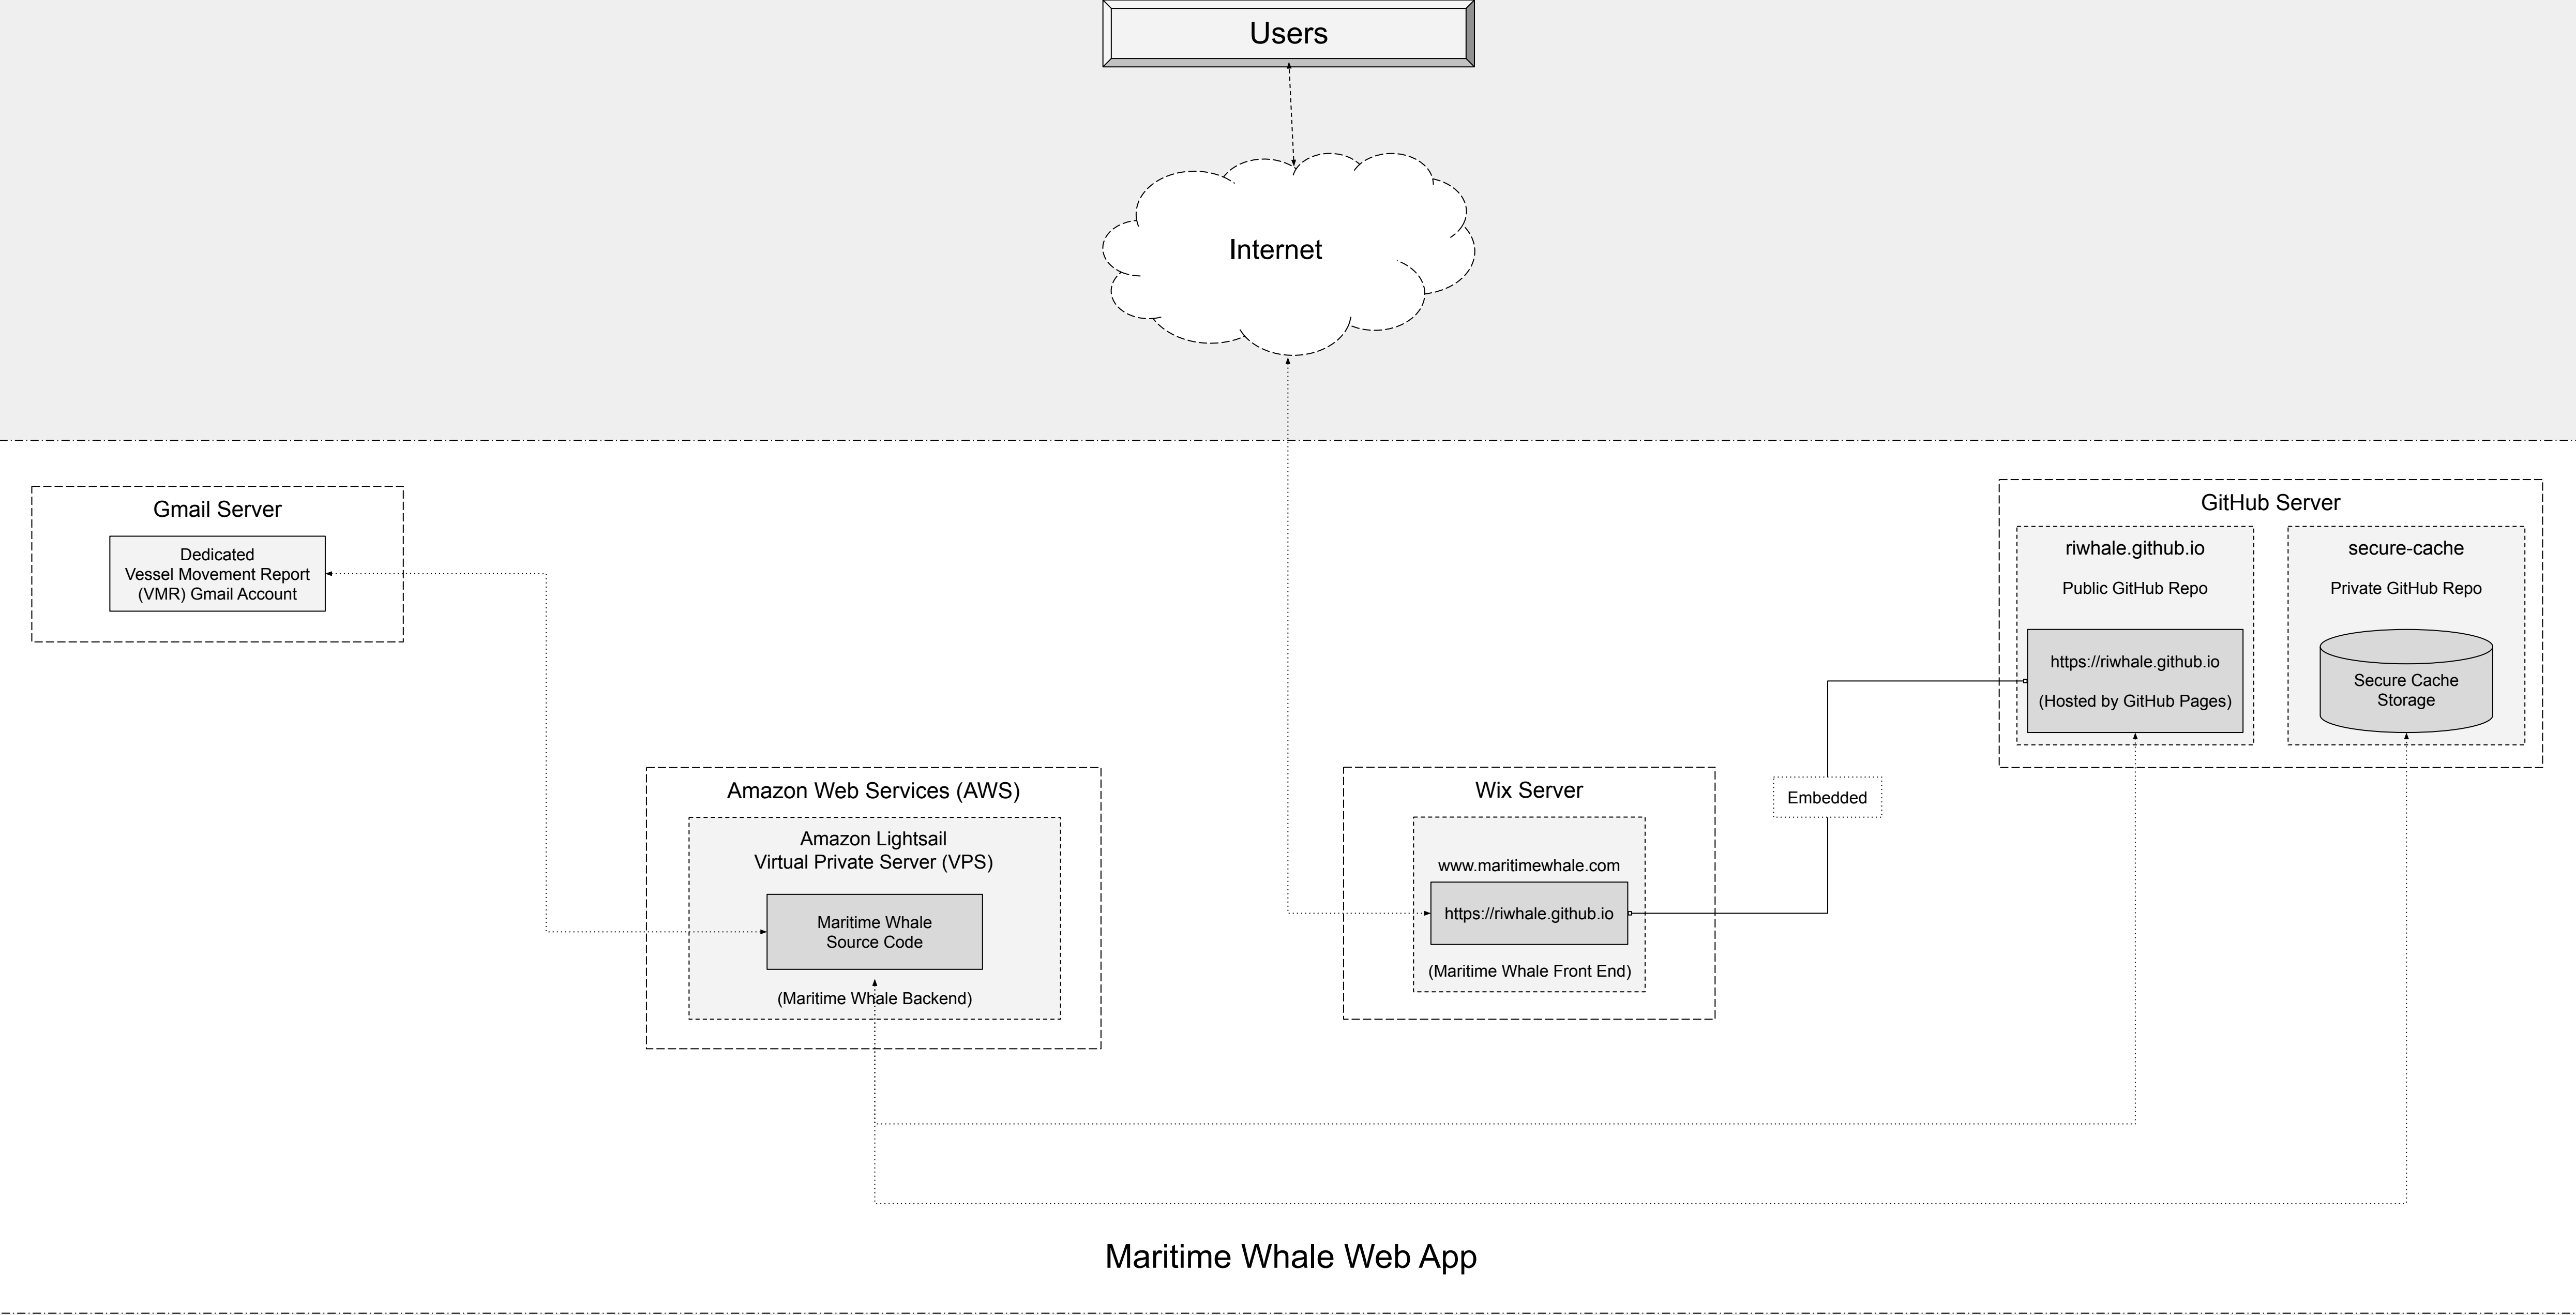 Users
Internet
Gmail Server
Dedicated
Vessel Movement Report
(VMR) Gmail Account
GitHub Server
riwhale.github.io
Public GitHub Repo
https://riwhale.github.io
(Hosted by GitHub Pages)
secure-cache
Private GitHub Repo
Secure Cache
Storage
Amazon Web Services (AWS)
Amazon Lightsail
Virtual Private Server (VPS)
Maritime Whale
Source Code
(Maritime Whale Backend)
Wix Server
www.maritimewhale.com
https://riwhale.github.io
(Maritime Whale Front End)
Embedded
Maritime Whale Web App